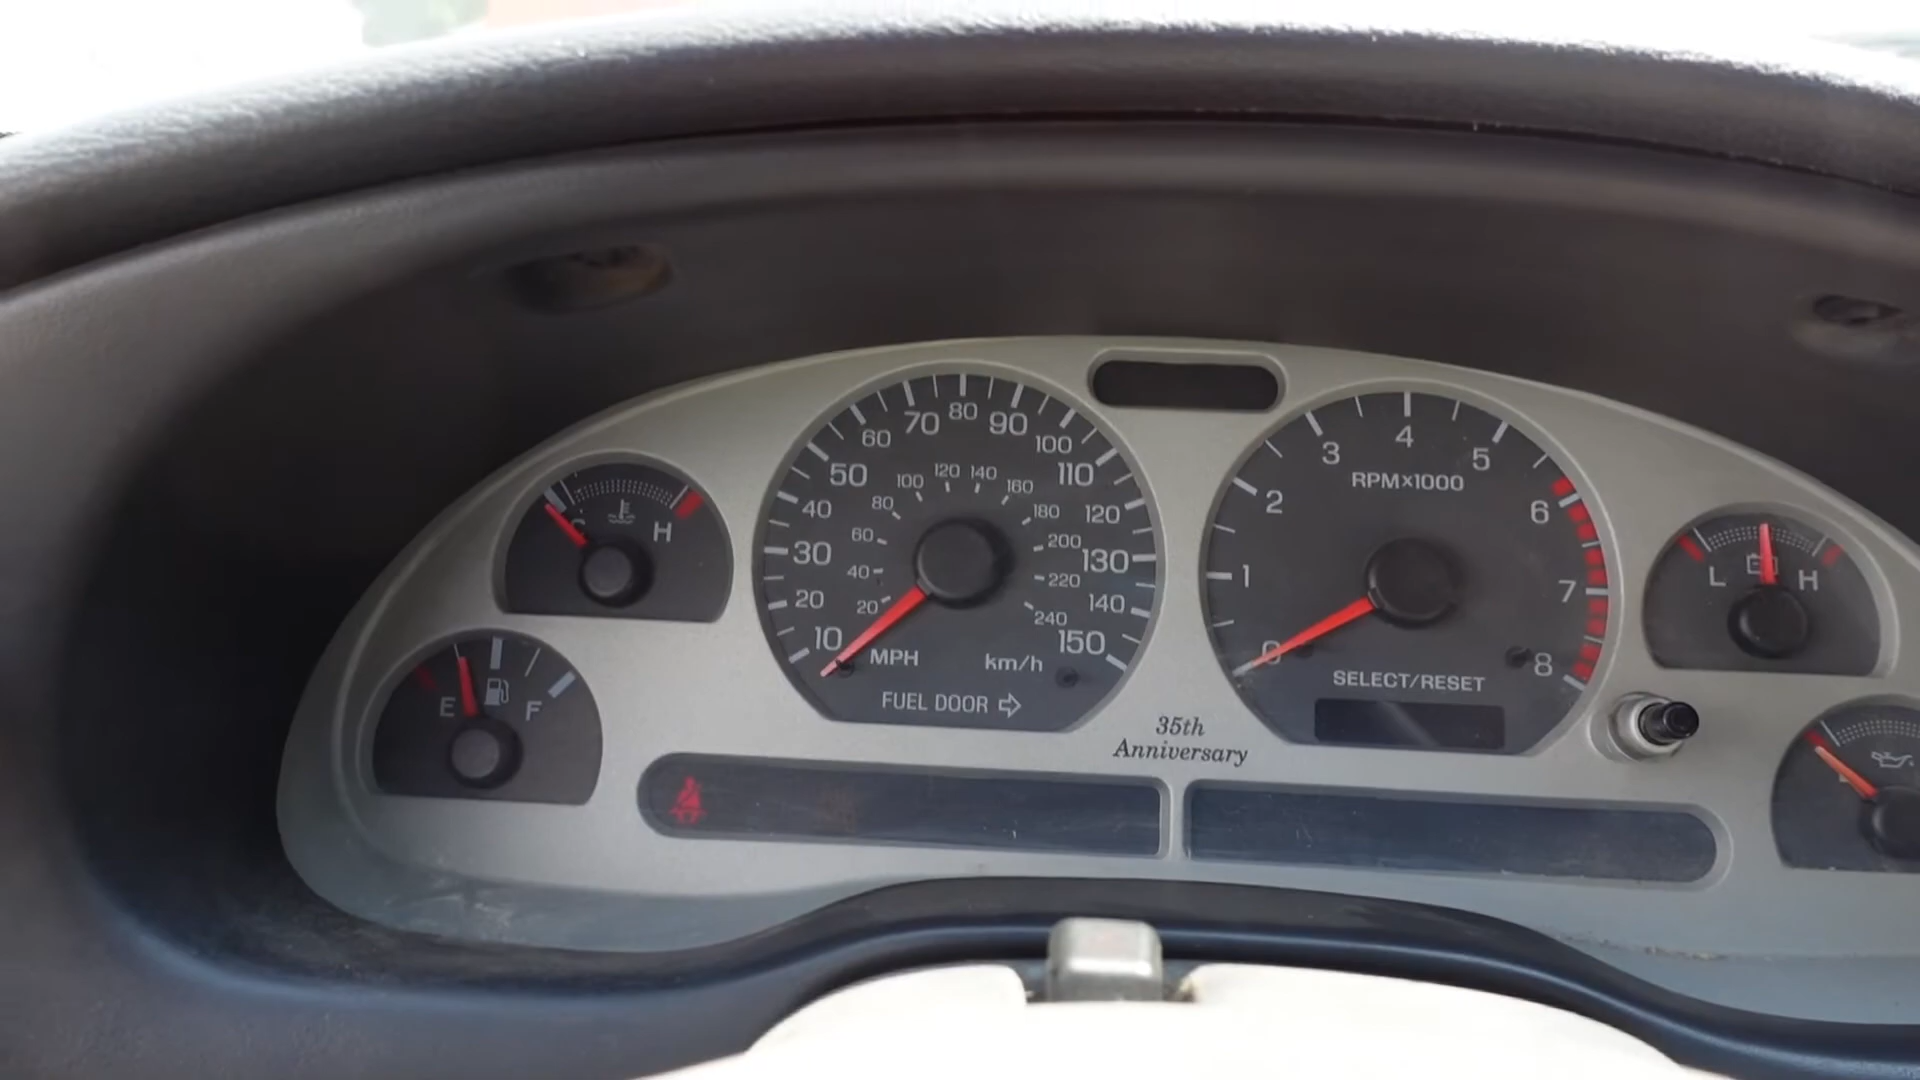 C H
E F
10 20 30 40 50 60 70 80 90 100 110 120 130 140 150
20 40 60 80 100 120 140 160 180 200 220 240
MPH km/h
FUEL DOOR
35th
Anniversary
0 1 2 3 4 5 6 7 8
RPM×1000
SELECT/RESET
L H